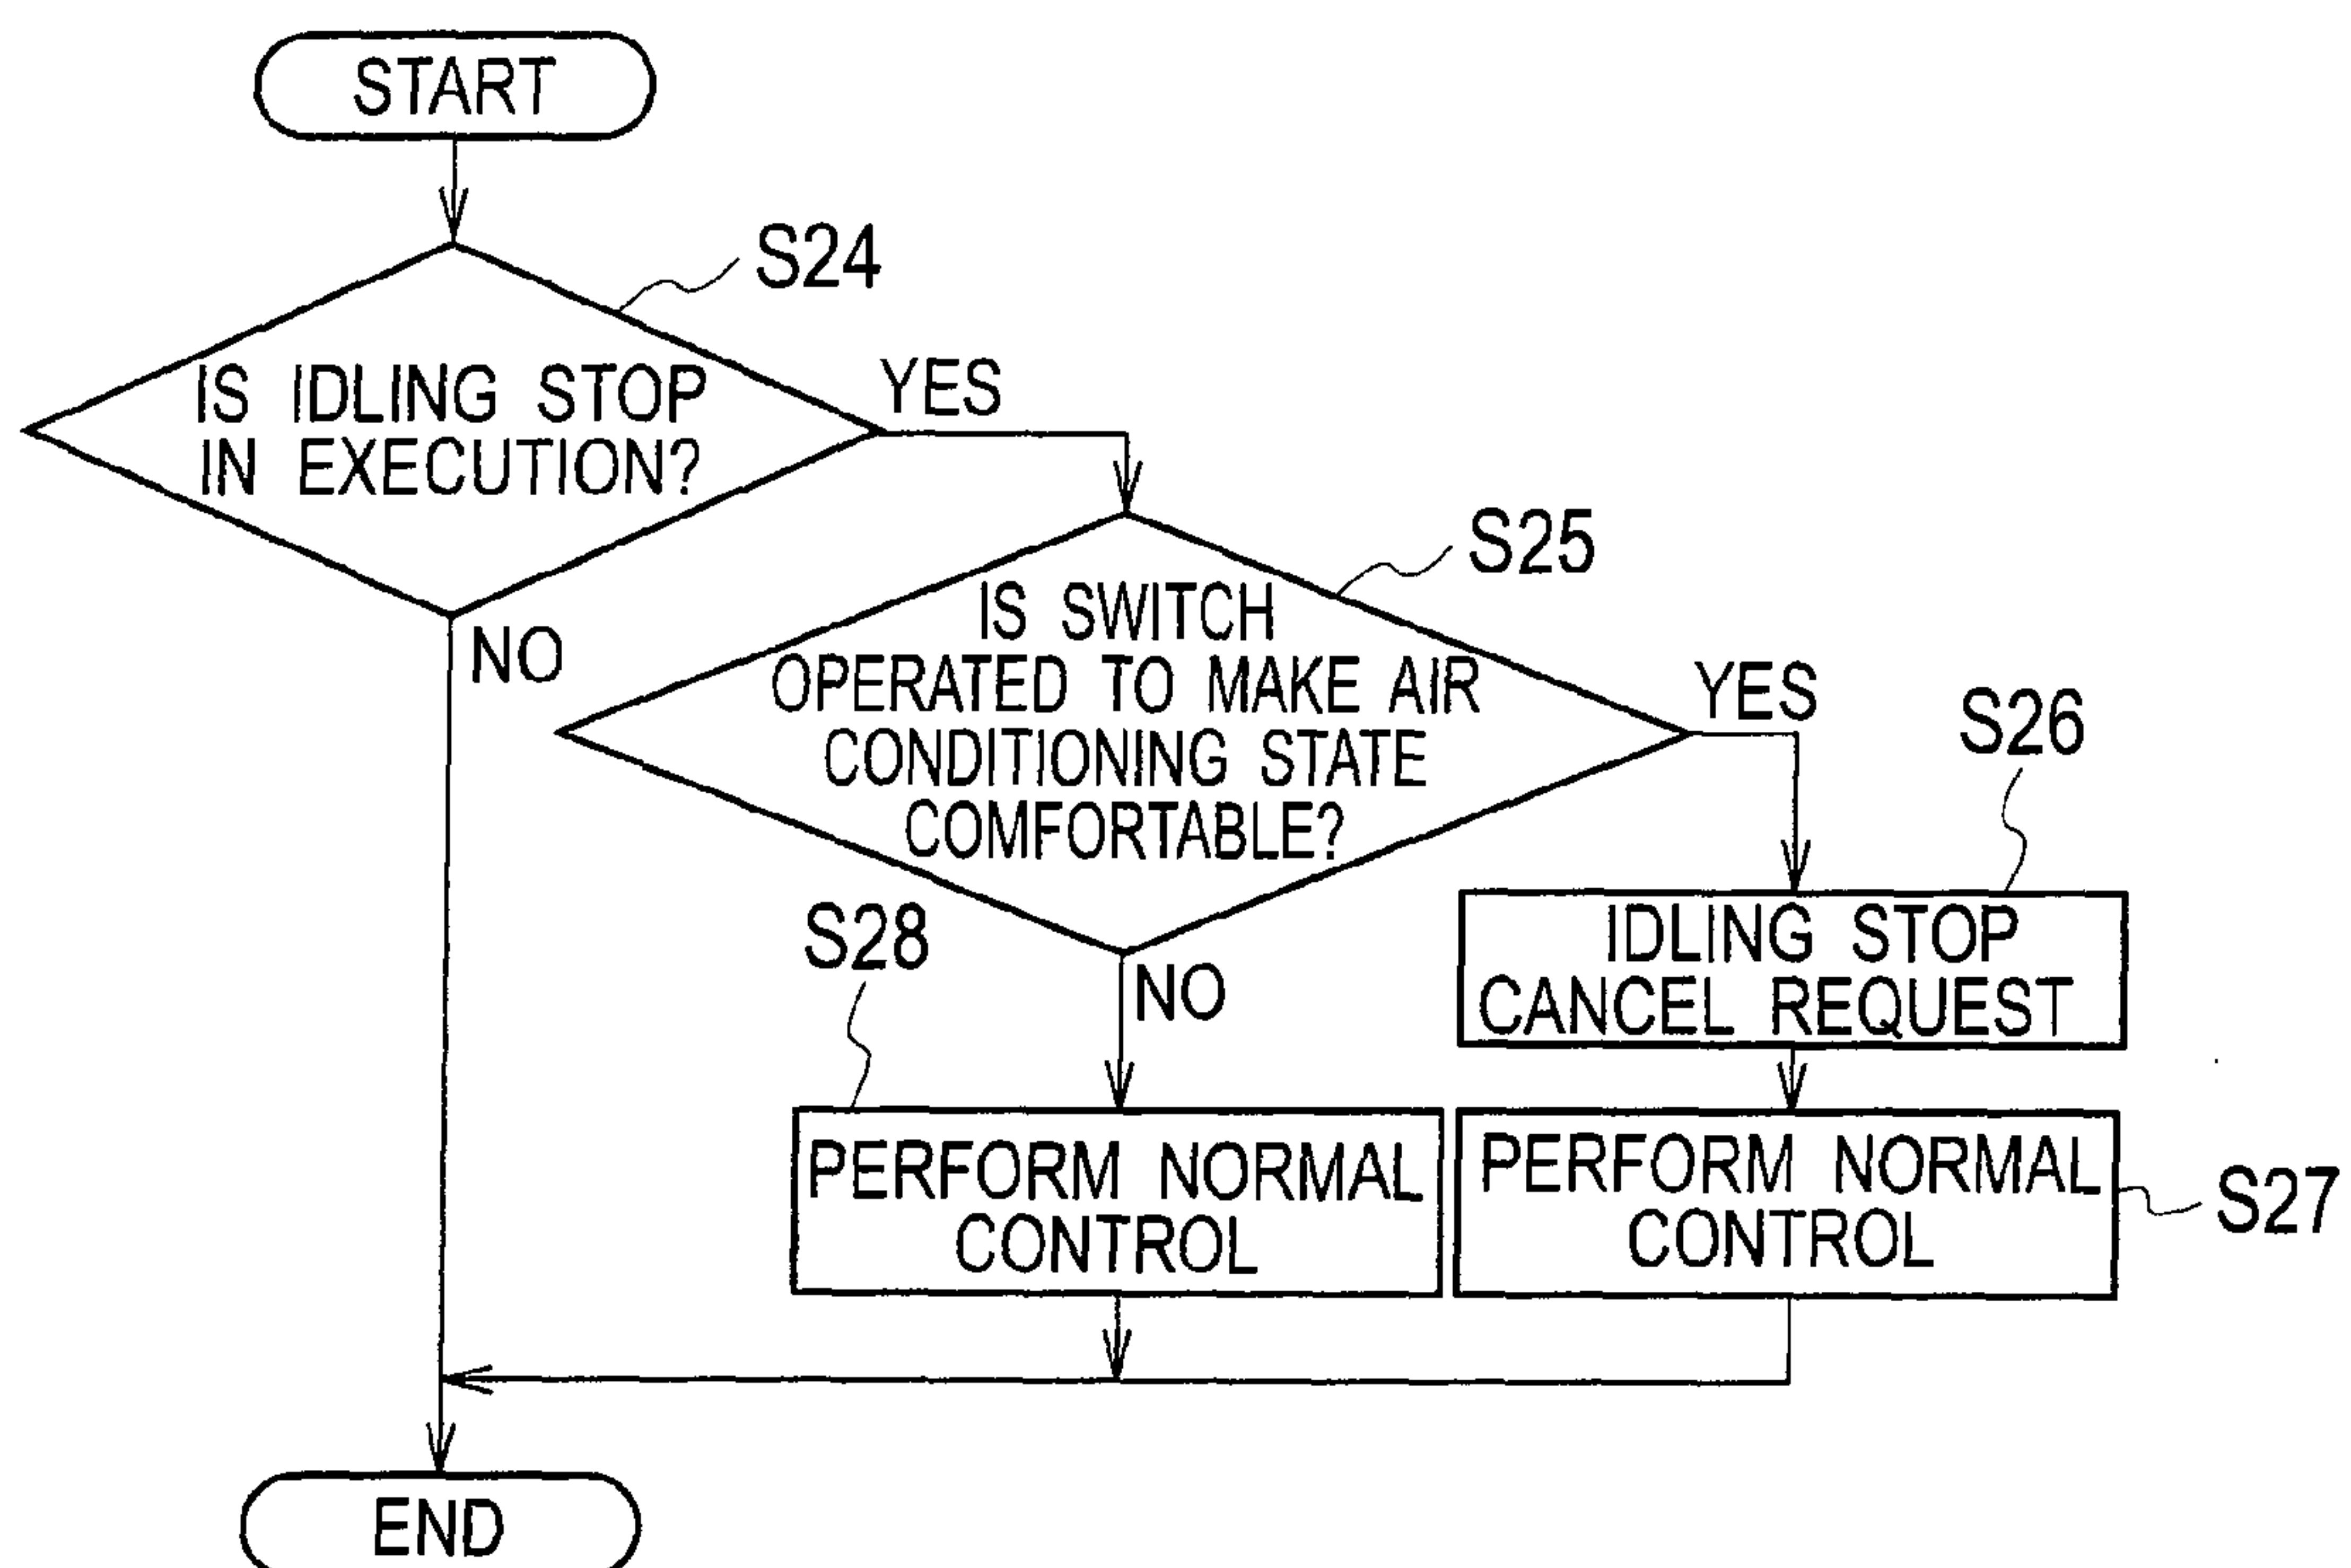 START
S24
IS IDLING STOP
IN EXECUTION?
YES
NO
S25
IS SWITCH
OPERATED TO MAKE AIR
CONDITIONING STATE
COMFORTABLE?
YES
S26
IDLING STOP
CANCEL REQUEST
NO
S28
PERFORM NORMAL
CONTROL
PERFORM NORMAL
CONTROL
S27
END